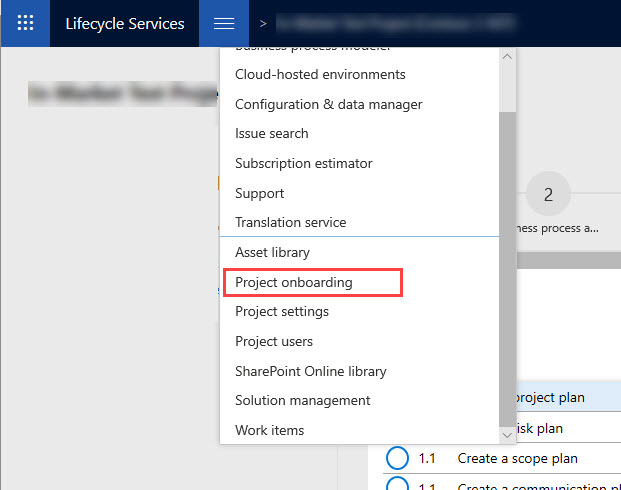 Lifecycle Services
>
Business process modeler
Cloud-hosted environments
Configuration & data manager
Issue search
Subscription estimator
Support
Translation service
Asset library
Project onboarding
Project settings
Project users
SharePoint Online library
Solution management
Work items
2
ness process a...
project plan
isk plan
1.1 Create a scope plan
1.1 Create a communication pl